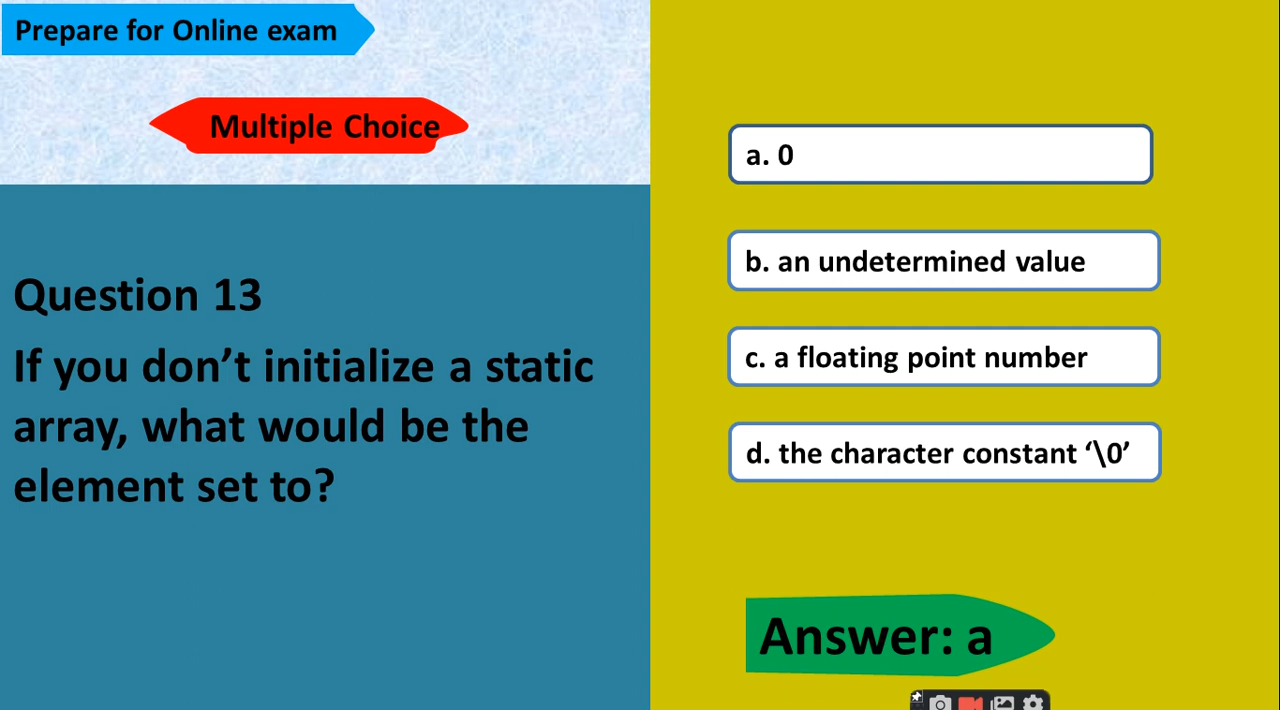 Prepare for Online exam
Multiple Choice
Question 13
If you don’t initialize a static
array, what would be the
element set to?
a. 0
b. an undetermined value
c. a floating point number
d. the character constant ‘\0’
Answer: a